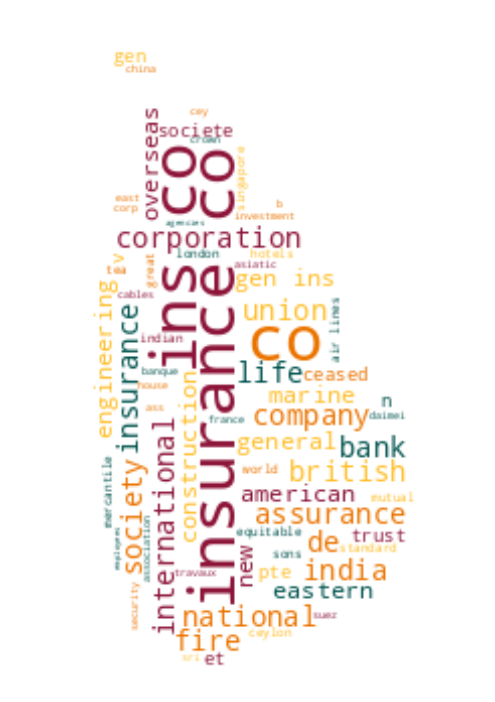 gen
china
cey
societe
crown
overseas
ins co
insurance co
singapore
east
corp
b
investment
agencies
corporation
london
hotels
asiatic
v
tea
great
gen ins
cables
engineering
insurance
union
air lines
indian
co
banque
life
ceased
house
construction
marine
n
ass
france
company
daimei
international
general
bank
society
world
british
mercantile
american
mutual
assurance
employees
association
equitable
de
trust
sons
standard
travaux
new
pte
india
security
eastern
national
suez
fire
ceylon
sri
et